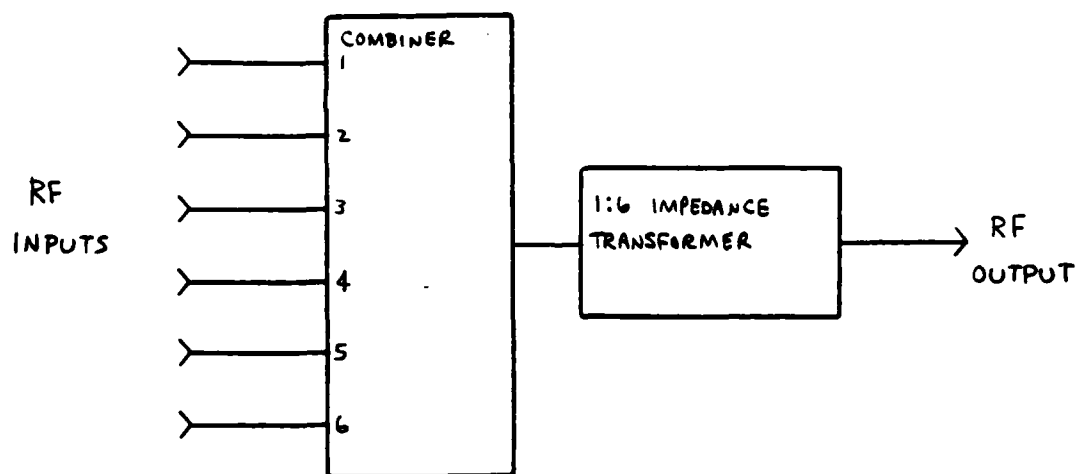 COMBINER
1
2
3
4
5
6
RF
INPUTS
1:6 IMPEDANCE
TRANSFORMER
RF
OUTPUT